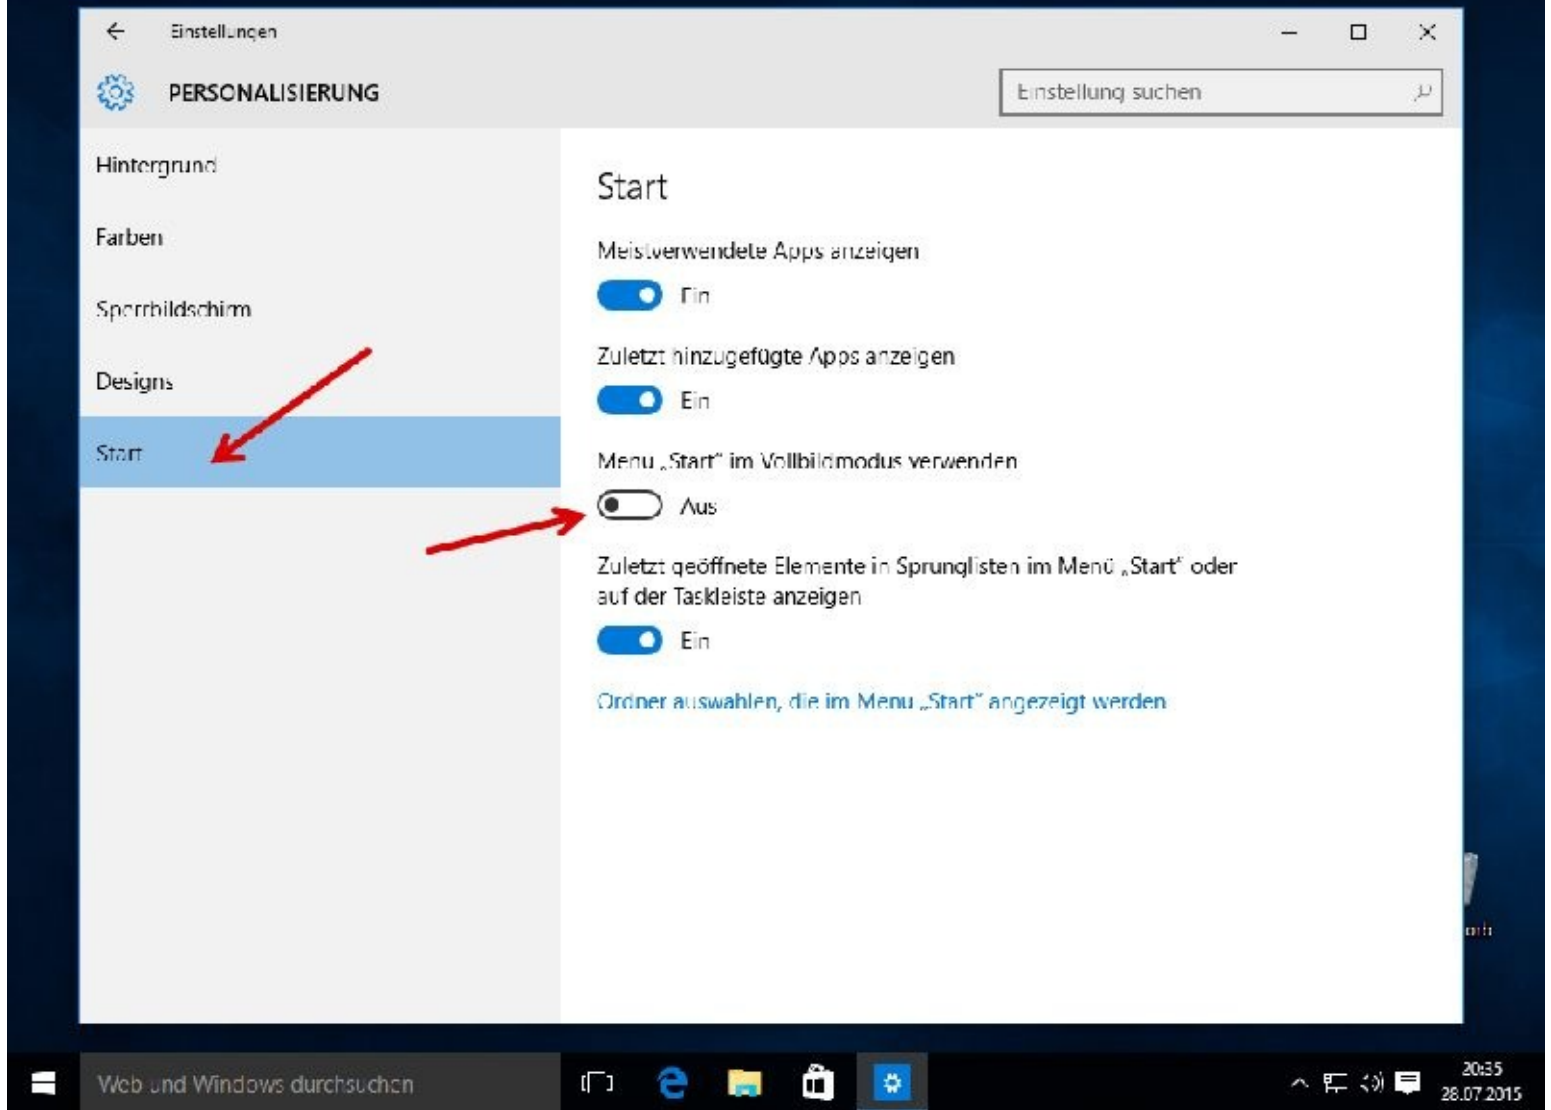 Einstellungen
PERSONALISIERUNG
Einstellung suchen
Hintergrund
Farben
Sperrbildschirm
Designs
Start
Start
Meistverwendete Apps anzeigen
Ein
Zuletzt hinzugefügte Apps anzeigen
Ein
Menü „Start“ im Vollbildmodus verwenden
Aus
Zuletzt geöffnete Elemente in Sprunglisten im Menü „Start“ oder
auf der Taskleiste anzeigen
Ein
Ordner auswählen, die im Menü „Start“ angezeigt werden
Web und Windows durchsuchen
20:35
28.07.2015